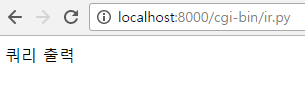 localhost:8000/cgi-bin/ir.py
쿼리 출력